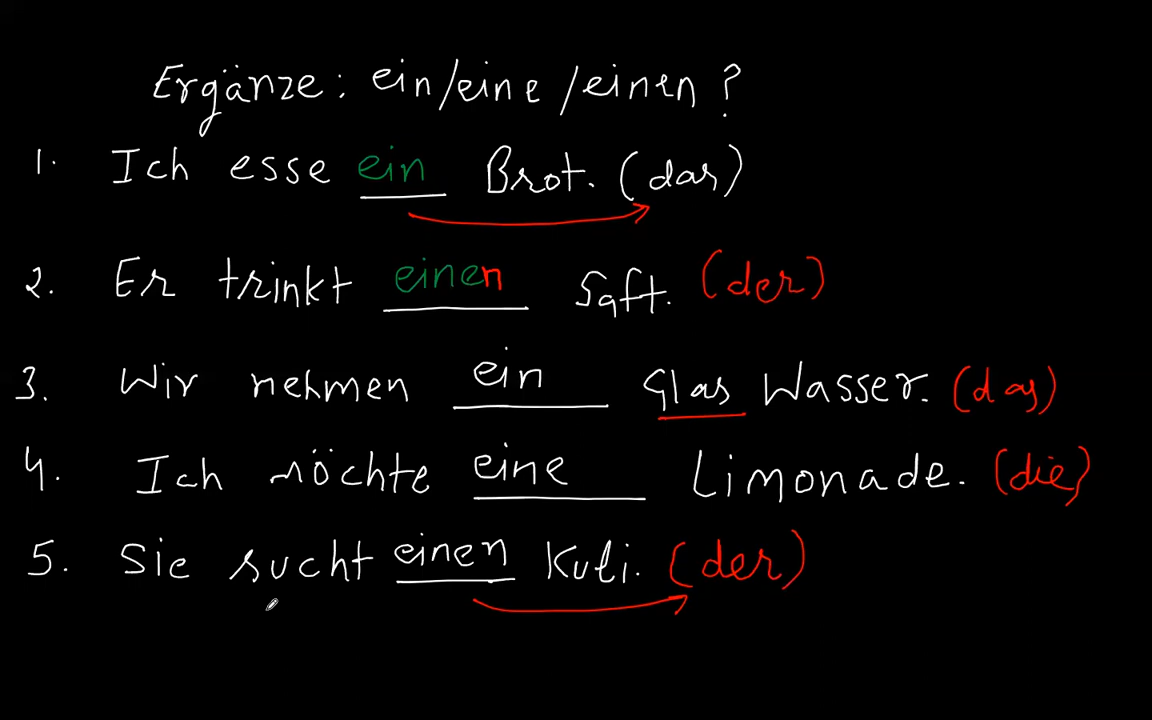 Ergänze: ein/eine/einen?
1. Ich esse ein Brot. (das)
2. Er trinkt einen Saft. (der)
3. Wir nehmen ein Glas Wasser. (das)
4. Ich möchte eine Limonade. (die)
5. Sie sucht einen Kuli. (der)